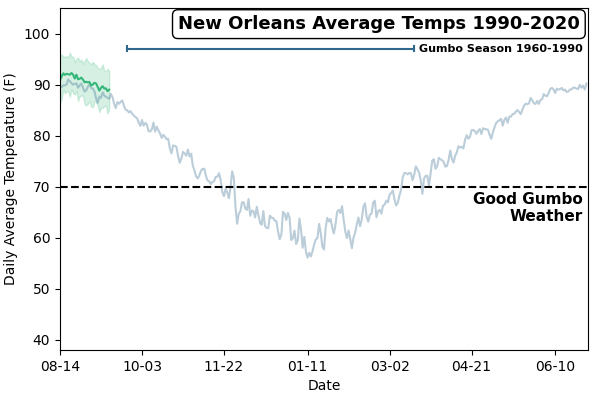 New Orleans Average Temps 1990-2020
Gumbo Season 1960-1990
Daily Average Temperature (F)
100
90
80
70
60
50
40
Good Gumbo
Weather
08-14
10-03
11-22
01-11
03-02
04-21
06-10
Date